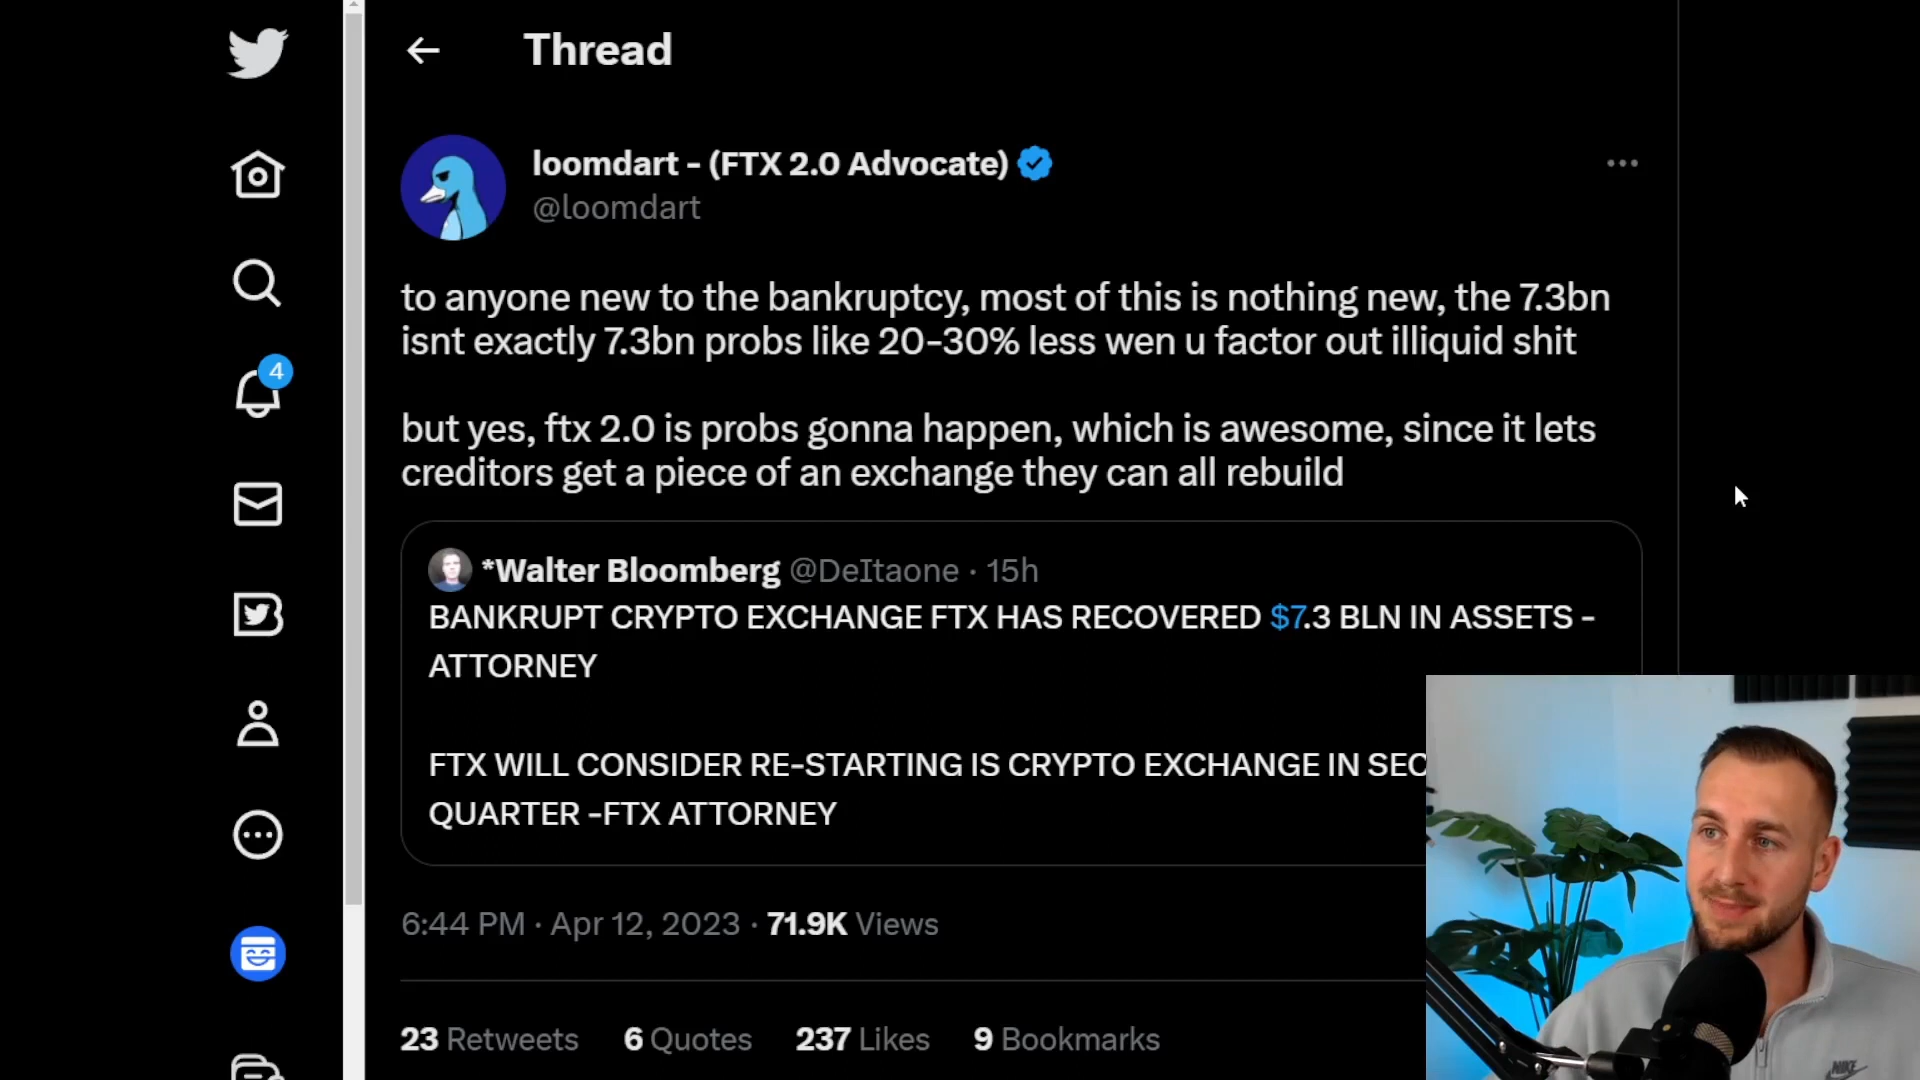 Thread
loomdart - (FTX 2.0 Advocate)
@loomdart
to anyone new to the bankruptcy, most of this is nothing new, the 7.3bn
isnt exactly 7.3bn probs like 20-30% less wen u factor out illiquid shit
but yes, ftx 2.0 is probs gonna happen, which is awesome, since it lets
creditors get a piece of an exchange they can all rebuild
*Walter Bloomberg @DeItaone · 15h
BANKRUPT CRYPTO EXCHANGE FTX HAS RECOVERED $7.3 BLN IN ASSETS -
ATTORNEY
FTX WILL CONSIDER RE-STARTING IS CRYPTO EXCHANGE IN SEC
QUARTER -FTX ATTORNEY
6:44 PM · Apr 12, 2023 · 71.9K Views
23 Retweets 6 Quotes 237 Likes 9 Bookmarks
4
NIKE